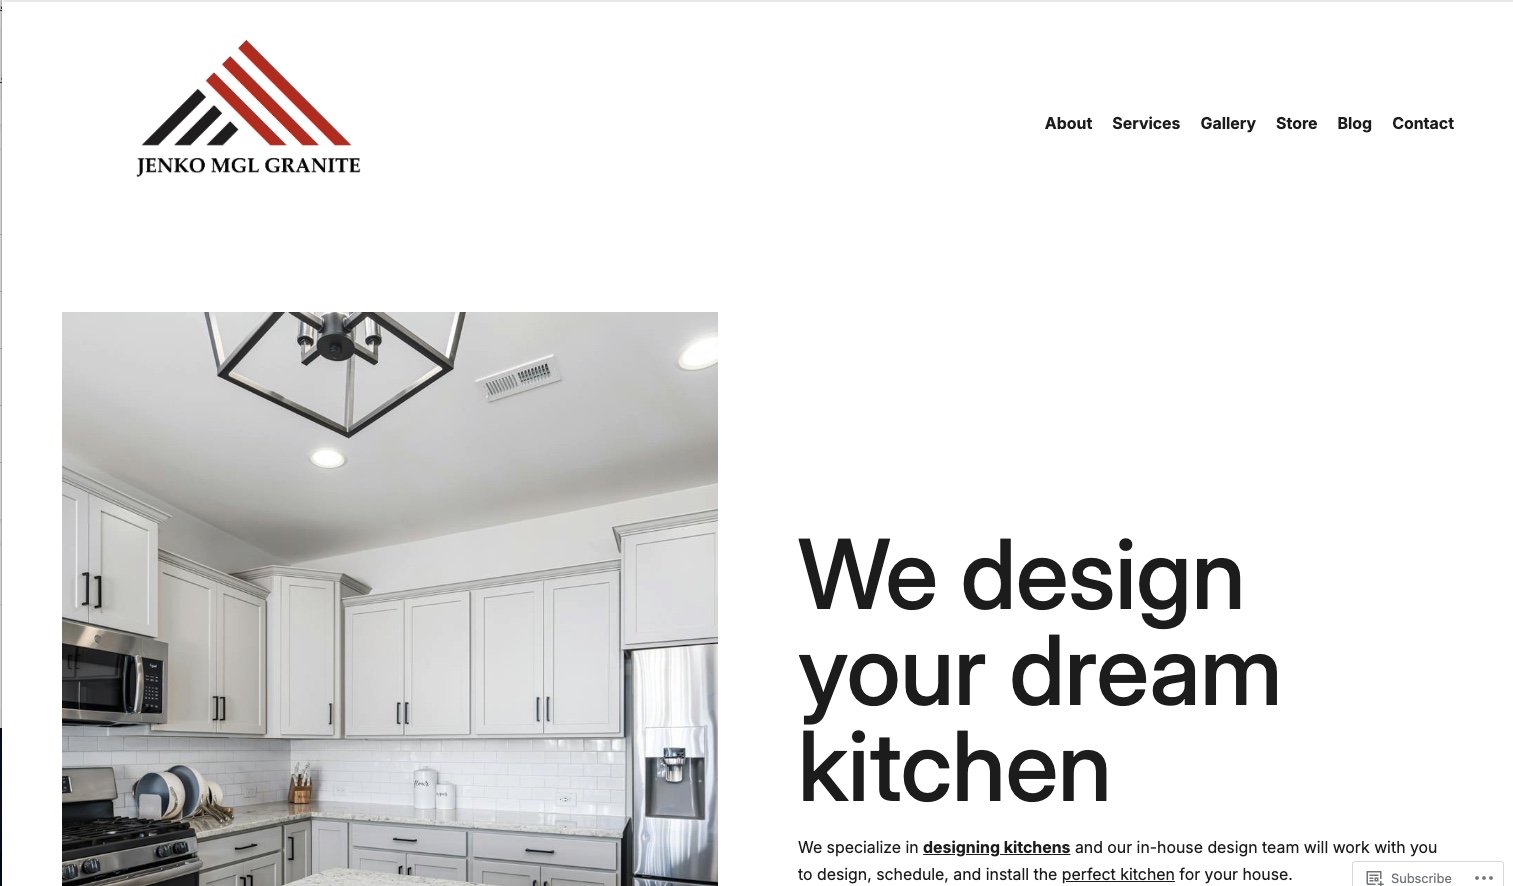 JENKO MGL GRANITE
About Services Gallery Store Blog Contact
We design
your dream
kitchen
We specialize in designing kitchens and our in-house design team will work with you
to design, schedule, and install the perfect kitchen for your house.
Subscribe